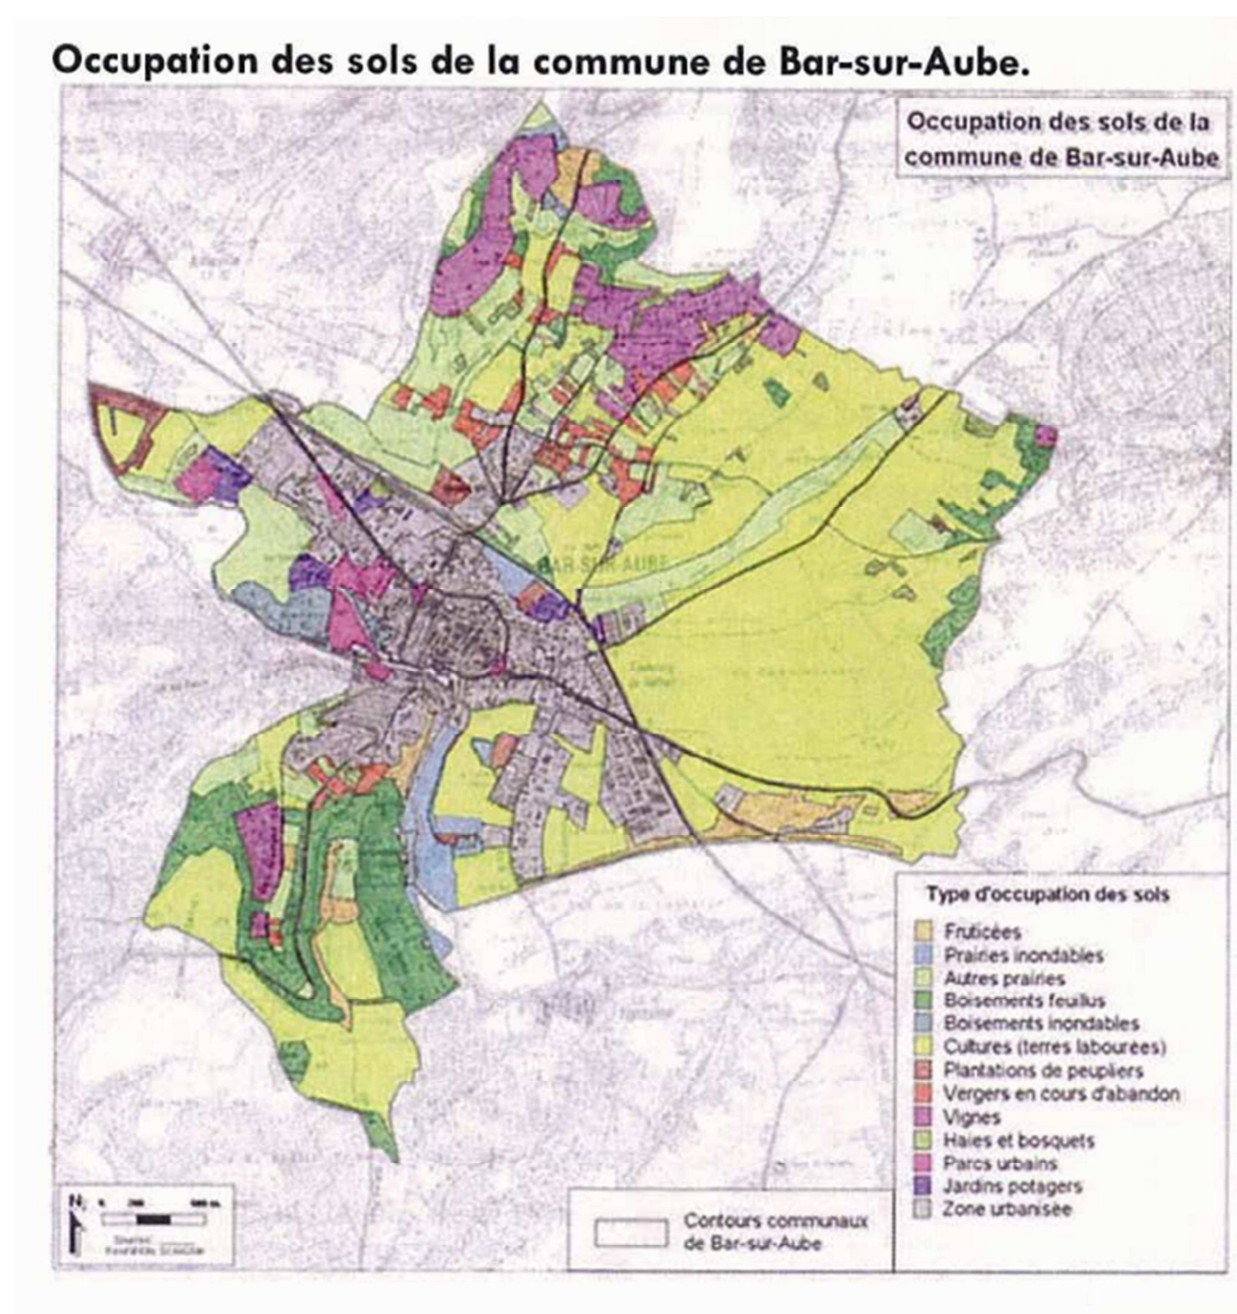 Occupation des sols de la commune de Bar-sur-Aube.
Occupation des sols de la
commune de Bar-sur-Aube
BAR-SUR-AUBE
Type d'occupation des sols
Fruticées
Prairies inondables
Autres prairies
Boisements feuillus
Boisements inondables
Cultures (terres labourées)
Plantations de peupliers
Vergers en cours d'abandon
Vignes
Haies et bosquets
Parcs urbains
Jardins potagers
Zone urbanisée
N
Contours communaux
de Bar-sur-Aube